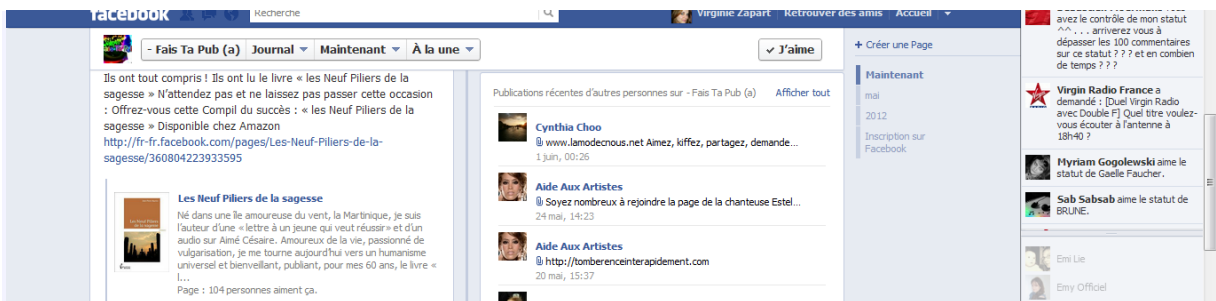 facebook
Recherche
Virginie Zapart
Retrouver des amis
Accueil
- Fais Ta Pub (a)
Journal
Maintenant
À la une
J'aime
Ils ont tout compris ! Ils ont lu le livre « les Neuf Piliers de la
sagesse » N'attendez pas et ne laissez pas passer cette occasion
: Offrez-vous cette Compil du succès : « les Neuf Piliers de la
sagesse » Disponible chez Amazon
http://fr-fr.facebook.com/pages/Les-Neuf-Piliers-de-la-
sagesse/360804223933595
Les Neuf Piliers de la sagesse
Né dans une île amoureuse du vent, la Martinique, je suis
l'auteur d'une « lettre à un jeune qui veut réussir» et d'un
audio sur Aimé Césaire. Amoureux de la vie, passionné de
vulgarisation, je me tourne aujourd'hui vers un humanisme
universel et bienveillant, publiant, pour mes 60 ans, le livre «
l...
Page : 104 personnes aiment ça.
Publications récentes d'autres personnes sur - Fais Ta Pub (a)
Afficher tout
Cynthia Choo
www.lamodecnous.net Aimez, kiffez, partagez, demande...
1 juin, 00:26
Aide Aux Artistes
Soyez nombreux à rejoindre la page de la chanteuse Estel...
24 mai, 14:23
Aide Aux Artistes
http://tomberenceinterapidement.com
20 mai, 15:37
+ Créer une Page
Maintenant
mai
2012
Inscription sur
Facebook
avez le contrôle de mon statut
^^ . . . arriverez vous à
dépasser les 100 commentaires
sur ce statut ? ? ? et en combien
de temps ? ? ?
Virgin Radio France a
demandé : [Duel Virgin Radio
avec Double F] Quel titre voulez-
vous écouter à l'antenne à
18h40 ?
Myriam Gogolewski aime le
statut de Gaelle Faucher.
Sab Sabsab aime le statut de
BRUNE.
Emi Lie
Emy Officiel